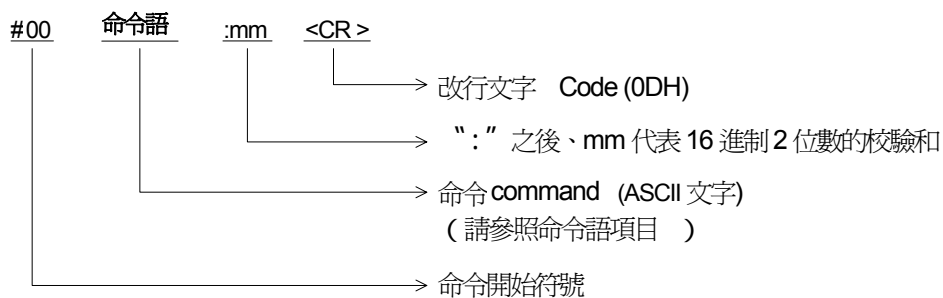 #00 命令語 :mm <CR >
改行文字 Code (0DH)
“:” 之後、mm 代表 16 進制 2 位數的校驗和
命令 command (ASCII 文字)
( 請參照命令語項目 )
命令開始符號